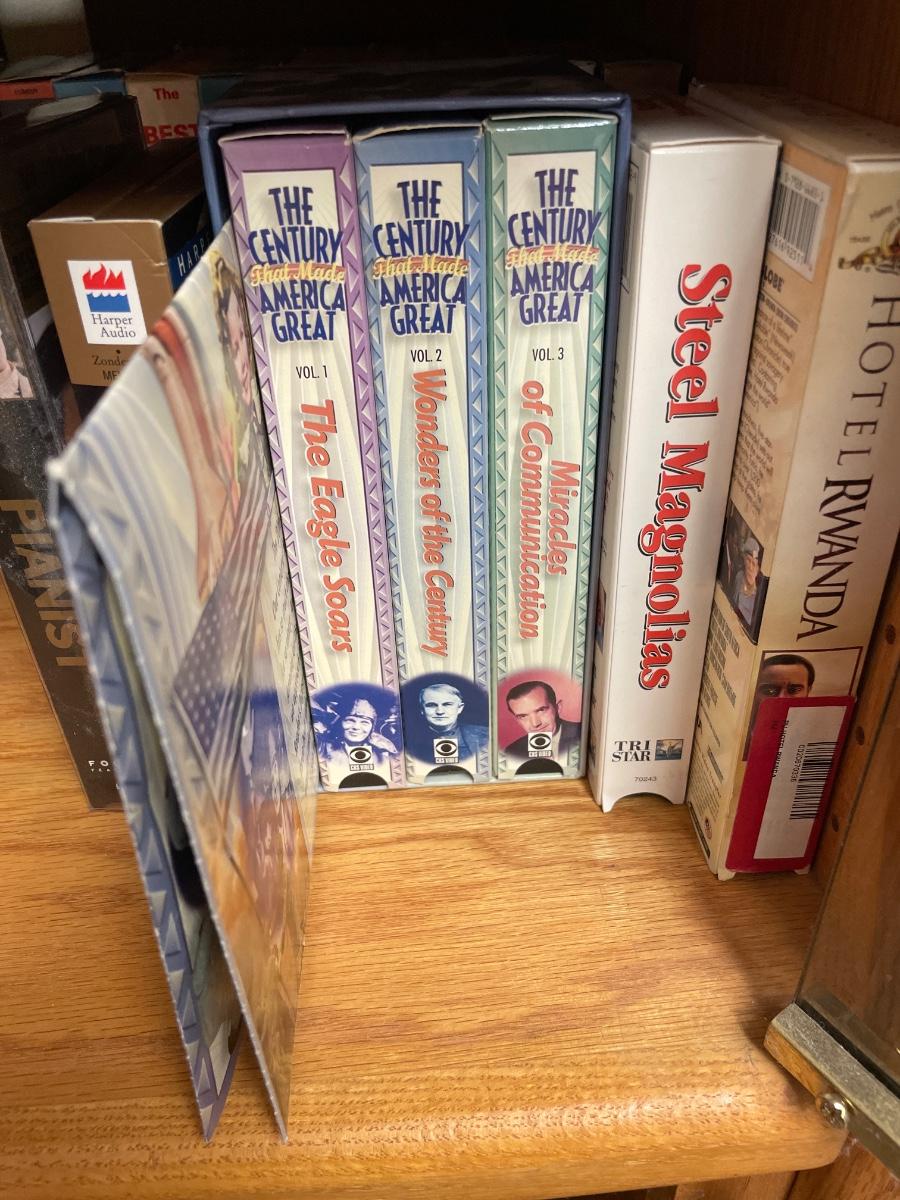 The
BEST
HARP
Harper
Audio
PIANIST
THE
CENTURY
That Made
AMERICA
GREAT
VOL. 1
The Eagle Soars
CBS VIDEO
THE
CENTURY
That Made
AMERICA
GREAT
VOL. 2
Wonders of the Century
CBS VIDEO
THE
CENTURY
That Made
AMERICA
GREAT
VOL. 3
Miracles
of Communication
CBS VIDEO
Steel Magnolias
TRI
STAR
70243
HOTEL RWANDA